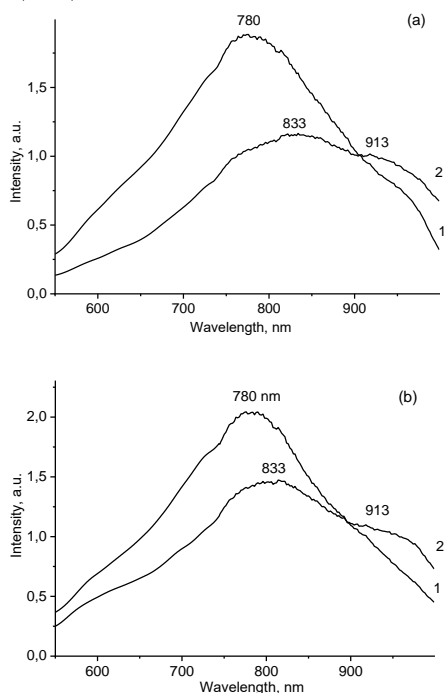 (a)
780
1,5
833
913
1,0
2
0,5
1
0,0
600 700 800 900
Wavelength, nm
Intensity, a.u.
780 nm
(b)
2,0
833
1,5
913
1,0
2
0,5
1
0,0
600 700 800 900
Wavelength, nm
Intensity, a.u.